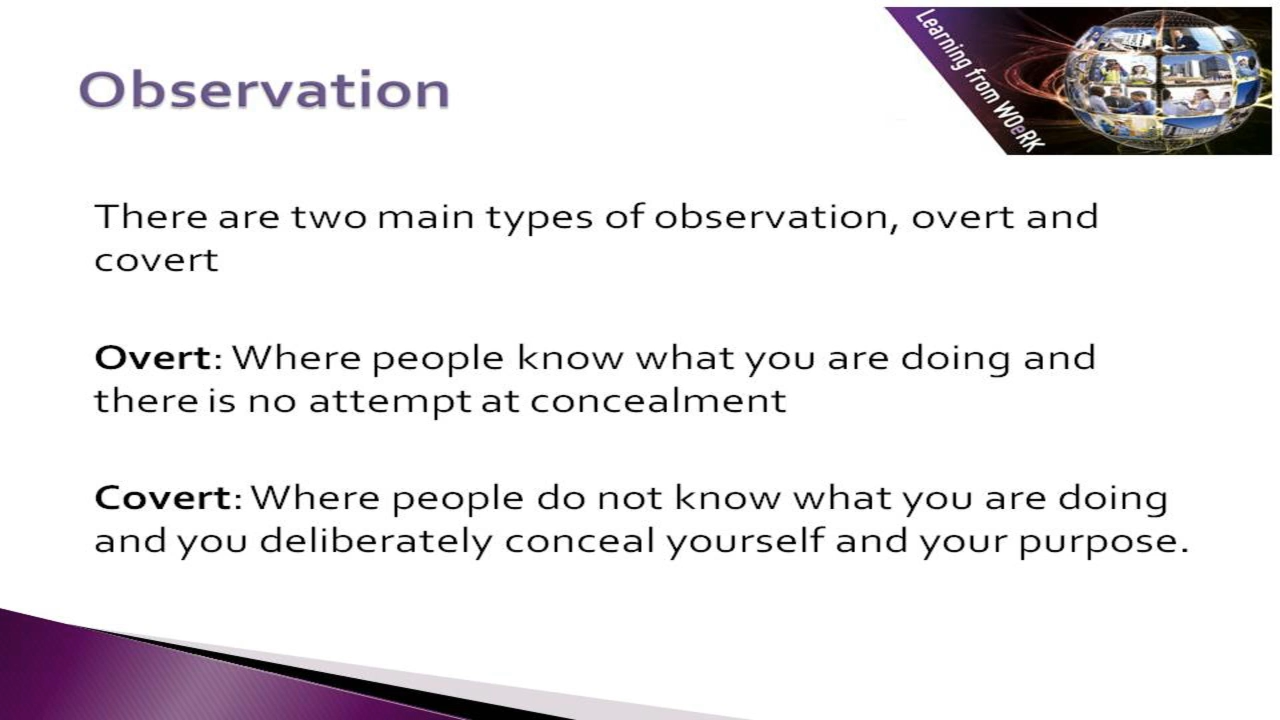 Learning from WOeRK
Observation
There are two main types of observation, overt and
covert
Overt: Where people know what you are doing and
there is no attempt at concealment
Covert: Where people do not know what you are doing
and you deliberately conceal yourself and your purpose.